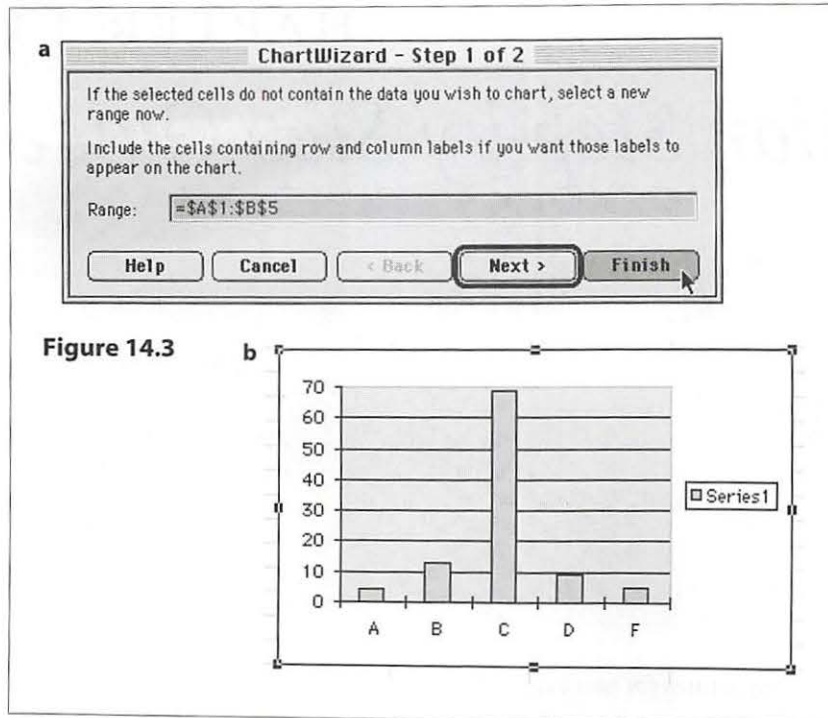 a
ChartWizard - Step 1 of 2
If the selected cells do not contain the data you wish to chart, select a new
range now.
Include the cells containing row and column labels if you want those labels to
appear on the chart.
Range: =$A$1:$B$5
Help Cancel < Back Next > Finish
Figure 14.3
b
70
60
50
40
30
20
10
0
A B C D F
Series1